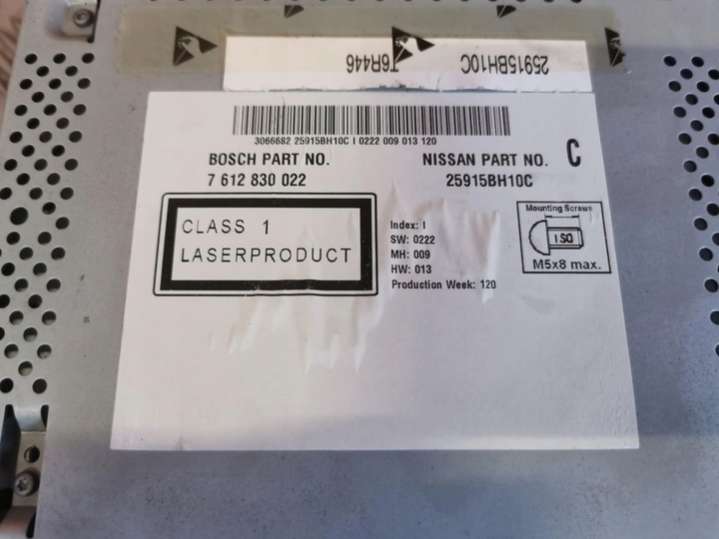 25915BH10C T6R446
3066682 25915BH10C I 0222 009 013 120
BOSCH PART NO.
7 612 830 022
NISSAN PART NO.
25915BH10C
C
CLASS 1
LASERPRODUCT
Index: I
SW: 0222
MH: 009
HW: 013
Production Week: 120
Mounting Screws
ISO
M5x8 max.